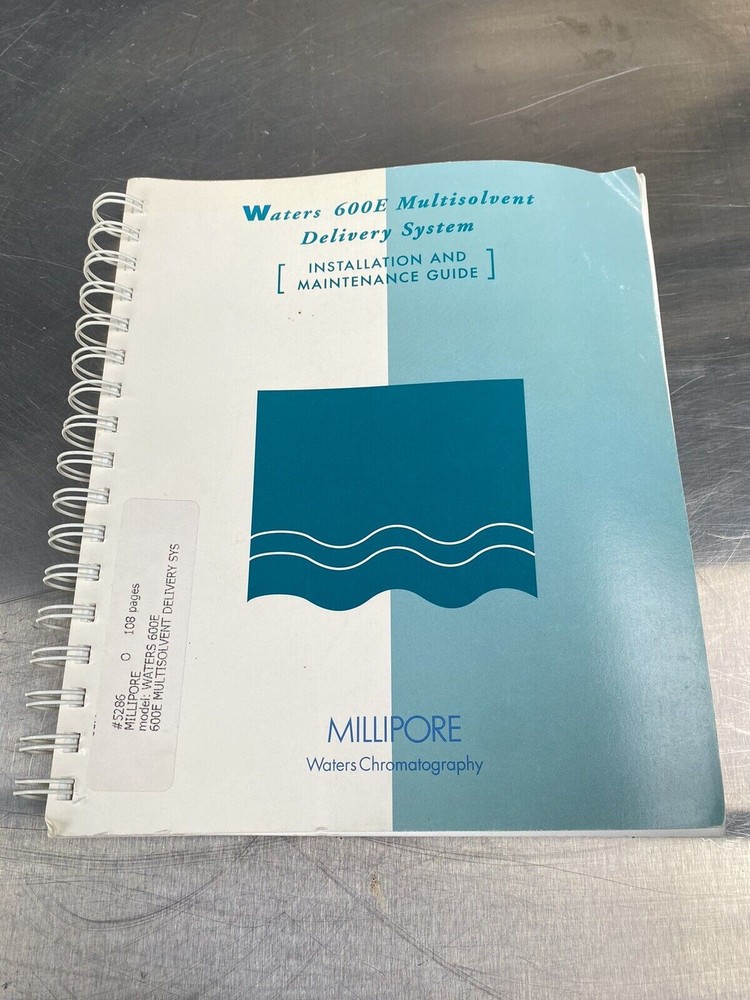 Waters 600E Multisolvent
Delivery System
[ INSTALLATION AND
MAINTENANCE GUIDE ]
MILLIPORE
Waters Chromatography
#5286
MILLIPORE O 108 pages
model: WATERS 600E
600E MULTISOLVENT DELIVERY SYS